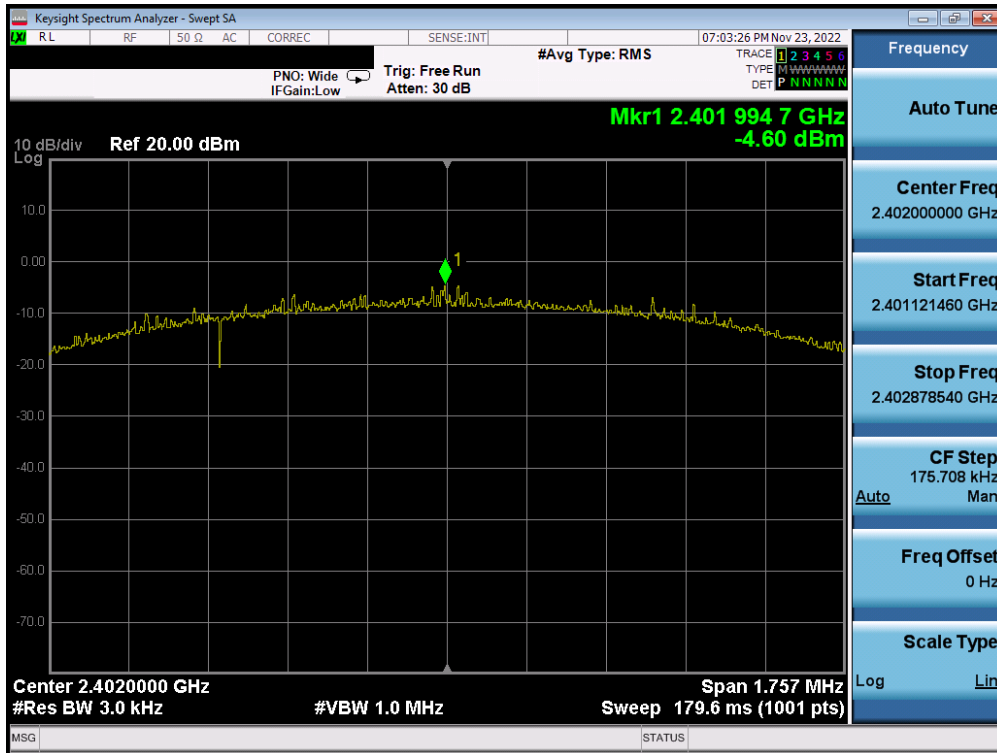 Keysight Spectrum Analyzer - Swept SA
LXI RL RF 50 Ω AC CORREC SENSE:INT 07:03:26 PM Nov 23, 2022
PNO: Wide
IFGain:Low
Trig: Free Run
Atten: 30 dB
#Avg Type: RMS
TRACE 1 2 3 4 5 6
TYPE M W W W W W
DET P N N N N N
Mkr1 2.401 994 7 GHz
-4.60 dBm
10 dB/div Ref 20.00 dBm
Log
10.0
0.00
-10.0
-20.0
-30.0
-40.0
-50.0
-60.0
-70.0
1
Center 2.4020000 GHz Span 1.757 MHz
#Res BW 3.0 kHz #VBW 1.0 MHz Sweep 179.6 ms (1001 pts)
MSG STATUS
Frequency
Auto Tune
Center Freq
2.402000000 GHz
Start Freq
2.401121460 GHz
Stop Freq
2.402878540 GHz
CF Step
175.708 kHz
Auto Man
Freq Offset
0 Hz
Scale Type
Log Lin